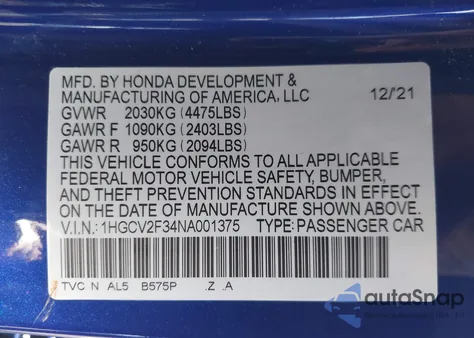 MFD. BY HONDA DEVELOPMENT &
MANUFACTURING OF AMERICA, LLC 12/21
GVWR 2030KG (4475LBS)
GAWR F 1090KG (2403LBS)
GAWR R 950KG (2094LBS)
THIS VEHICLE CONFORMS TO ALL APPLICABLE
FEDERAL MOTOR VEHICLE SAFETY, BUMPER,
AND THEFT PREVENTION STANDARDS IN EFFECT
ON THE DATE OF MANUFACTURE SHOWN ABOVE.
V.I.N.: 1HGCV2F34NA001375 TYPE: PASSENGER CAR
TVC N AL5 B575P .Z .A
autoSnap